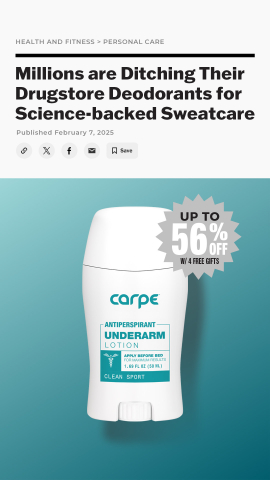 HEALTH AND FITNESS > PERSONAL CARE
Millions are Ditching Their
Drugstore Deodorants for
Science-backed Sweatcare
Published February 7, 2025
Save
UP TO
56% OFF
W/ 4 FREE GIFTS
carpe
ANTIPERSPIRANT
UNDERARM
LOTION
APPLY BEFORE BED
FOR MAXIMUM RESULTS
1.69 FL OZ (50 mL)
CLEAN SPORT